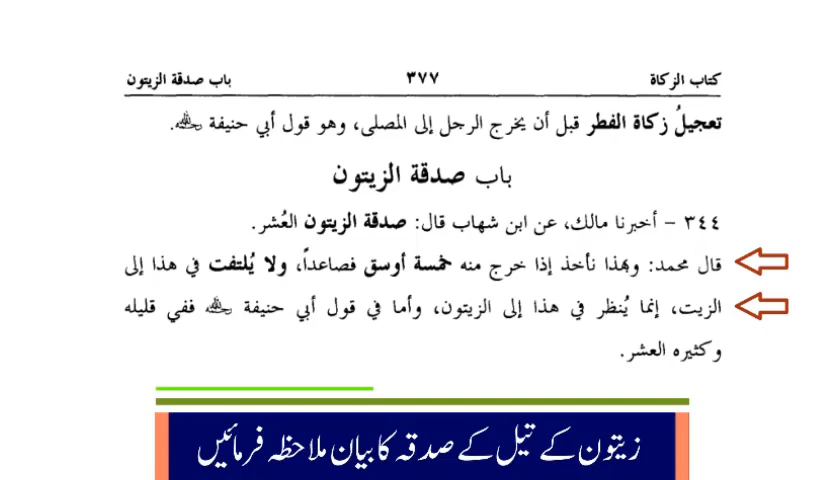 كتاب الزكاة ٣٧٧ باب صدقة الزيتون
تعجيلُ زكاة الفطر قبل أن يخرج الرجل إلى المصلى، وهو قول أبي حنيفة رحمه الله.
باب صدقة الزيتون
٣٤٤ – أخبرنا مالك، عن ابن شهاب قال: صدقة الزيتون العُشر.
قال محمد: وبهذا نأخذ إذا خرج منه خمسة أوسق فصاعداً، ولا يُلتفت في هذا إلى
الزيت، إنما يُنظر في هذا إلى الزيتون، وأما في قول أبي حنيفة رحمه الله ففي قليله
وكثيره العشر.
زیتون کے تیل کے صدقہ کا بیان ملاحظہ فرمائیں